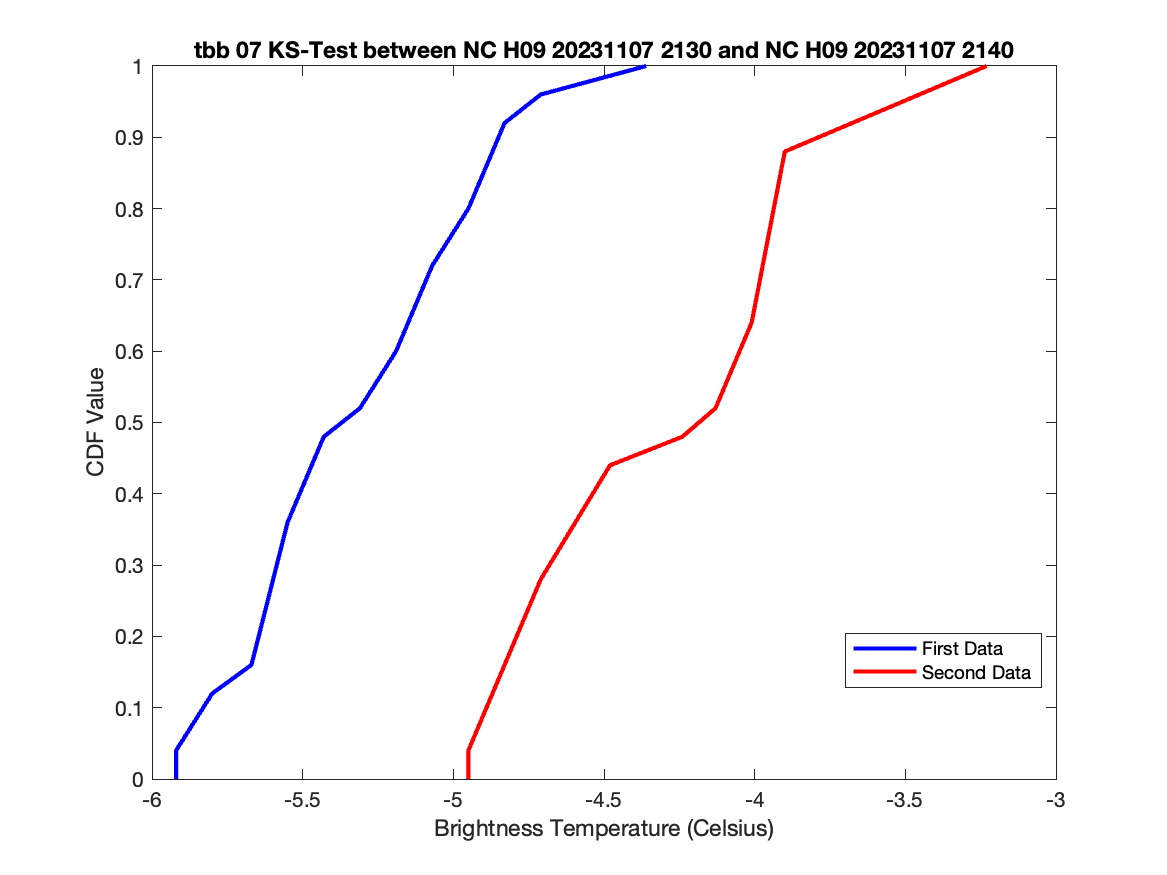 tbb 07 KS-Test between NC H09 20231107 2130 and NC H09 20231107 2140
1
0.9
0.8
0.7
0.6
0.5
0.4
0.3
0.2
0.1
0
CDF Value
First Data
Second Data
-6 -5.5 -5 -4.5 -4 -3.5 -3
Brightness Temperature (Celsius)